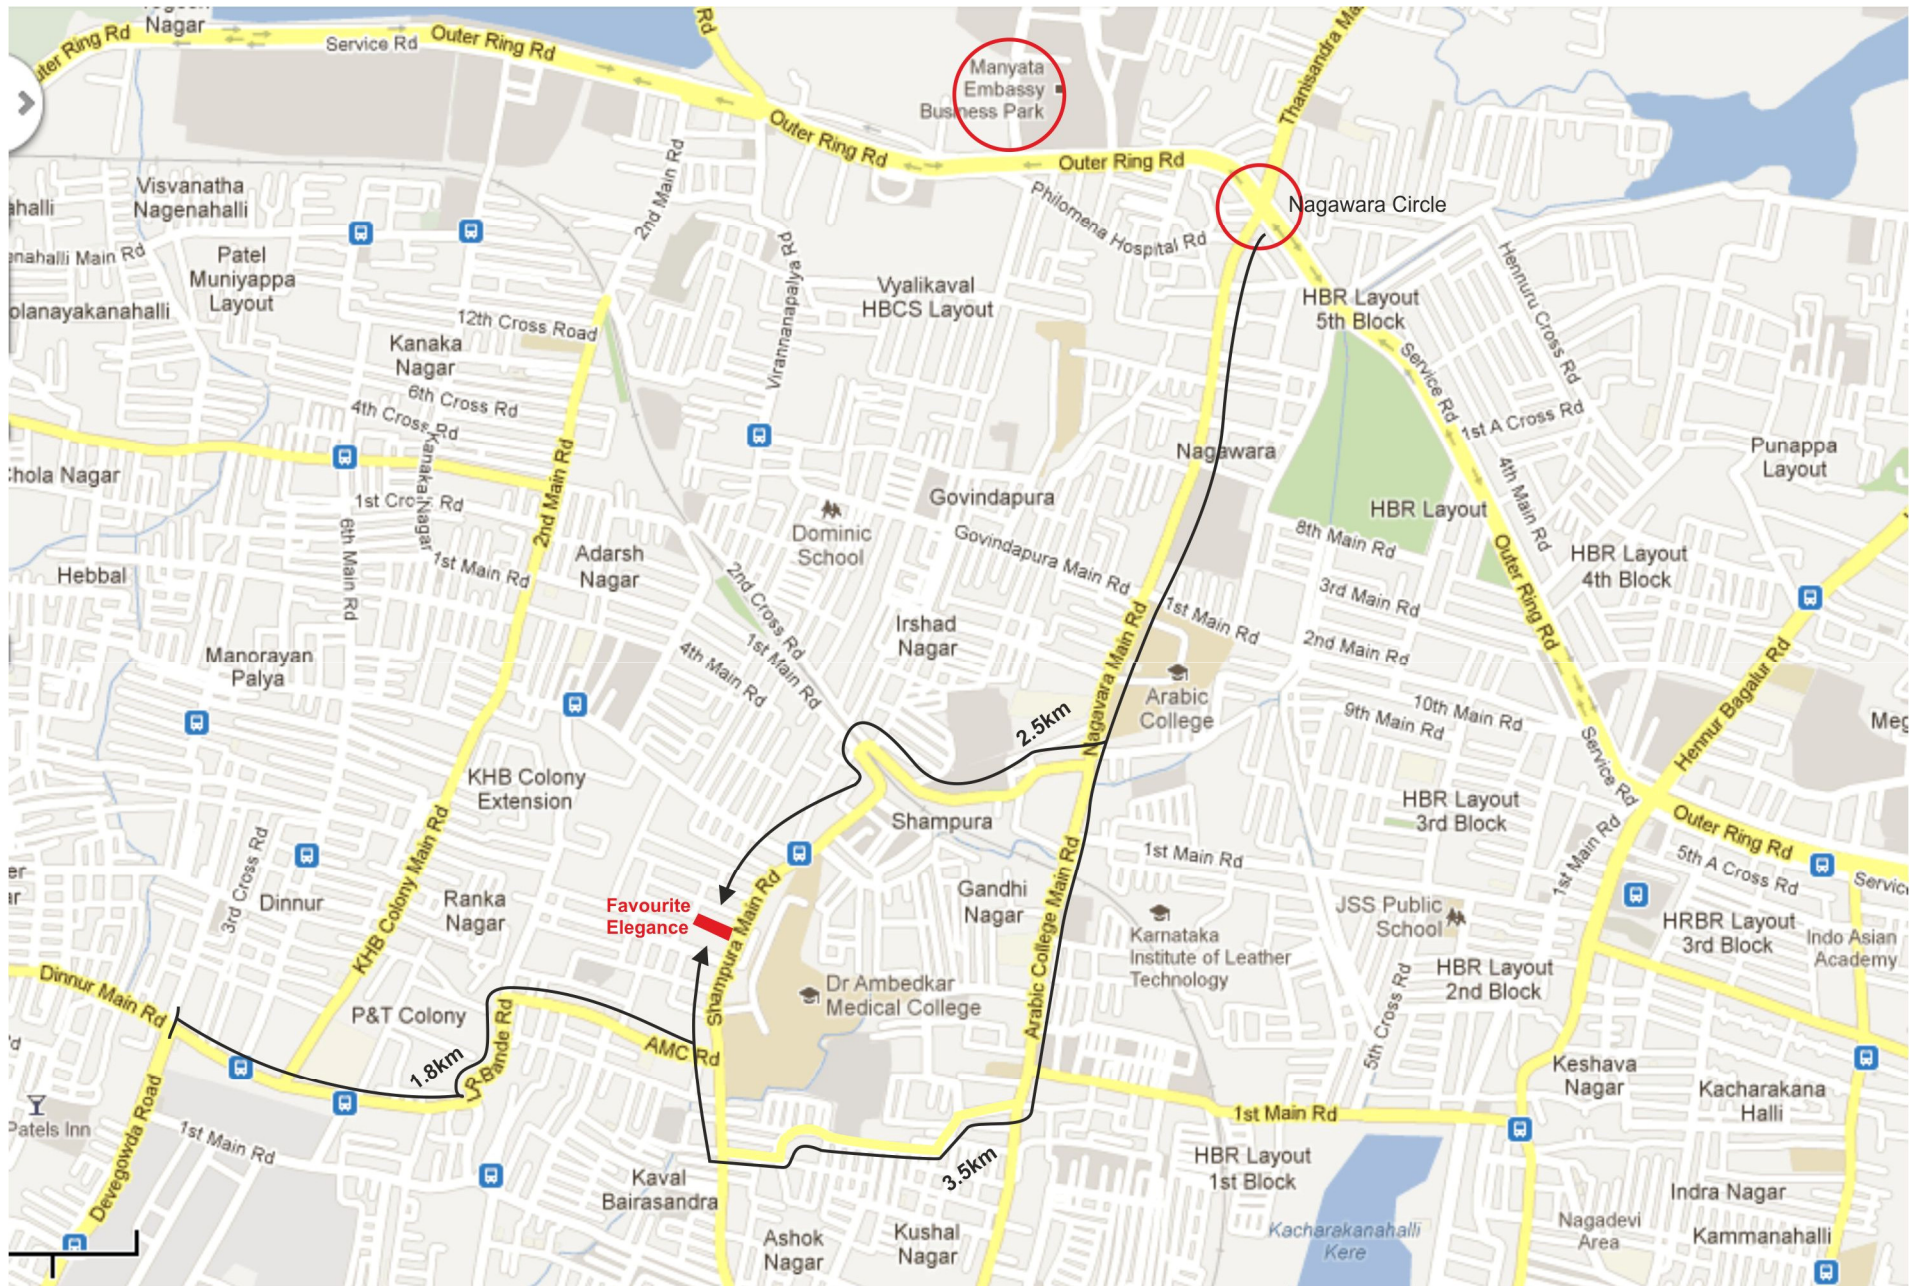 Nagar
Outer Ring Rd
Service Rd
Outer Ring Rd
Rd
Manyata
Embassy
Business Park
Thanisandra Ma
Outer Ring Rd
Outer Ring Rd
Nagawara Circle
Visvanatha
Nagenahalli
ahalli
2nd Main Rd
Philomena Hospital Rd
enahalli Main Rd
Patel
Muniyappa
Layout
olanayakanahalli
Virannanapalya Rd
Vyalikaval
HBCS Layout
HBR Layout
5th Block
Hennuru Cross Rd
12th Cross Road
Kanaka
Nagar
6th Cross Rd
4th Cross Rd
Service Rd
1st A Cross Rd
Kanaka Nagar
Nagawara
Punappa
Layout
Chola Nagar
1st Cross Rd
2nd Main Rd
Govindapura
HBR Layout
4th Main Rd
6th Main Rd
Dominic
School
Govindapura Main Rd
8th Main Rd
Hebbal
1st Main Rd
Adarsh
Nagar
HBR Layout
4th Block
Outer Ring Rd
2nd Cross Rd
3rd Main Rd
1st Main Rd
Irshad
Nagar
Manorayan
Palya
4th Main Rd
1st Main Rd
Nagavara Main Rd
2nd Main Rd
Arabic
College
10th Main Rd
9th Main Rd
Hennur Bagalur Rd
Meg
2.5km
Service Rd
KHB Colony
Extension
Shampura
HBR Layout
3rd Block
Outer Ring Rd
1st Main Rd
1st Main Rd
5th A Cross Rd
Servic
er
ar
3rd Cross Rd
Dinnur
KHB Colony Main Rd
Ranka
Nagar
Favourite
Elegance
Shampura Main Rd
Gandhi
Nagar
Arabic College Main Rd
JSS Public
School
HRBR Layout
3rd Block
Indo Asian
Academy
Karnataka
Institute of Leather
Technology
HBR Layout
2nd Block
Dinnur Main Rd
Dr Ambedkar
Medical College
5th Cross Rd
P&T Colony
AMC Rd
LR Bande Rd
1.8km
Keshava
Nagar
Kacharakana
Halli
Devegowda Road
Patels Inn
1st Main Rd
1st Main Rd
3.5km
HBR Layout
1st Block
Kaval
Bairasandra
Indra Nagar
Ashok
Nagar
Kushal
Nagar
Kacharakanahalli
Kere
Nagadevi
Area
Kammanahalli